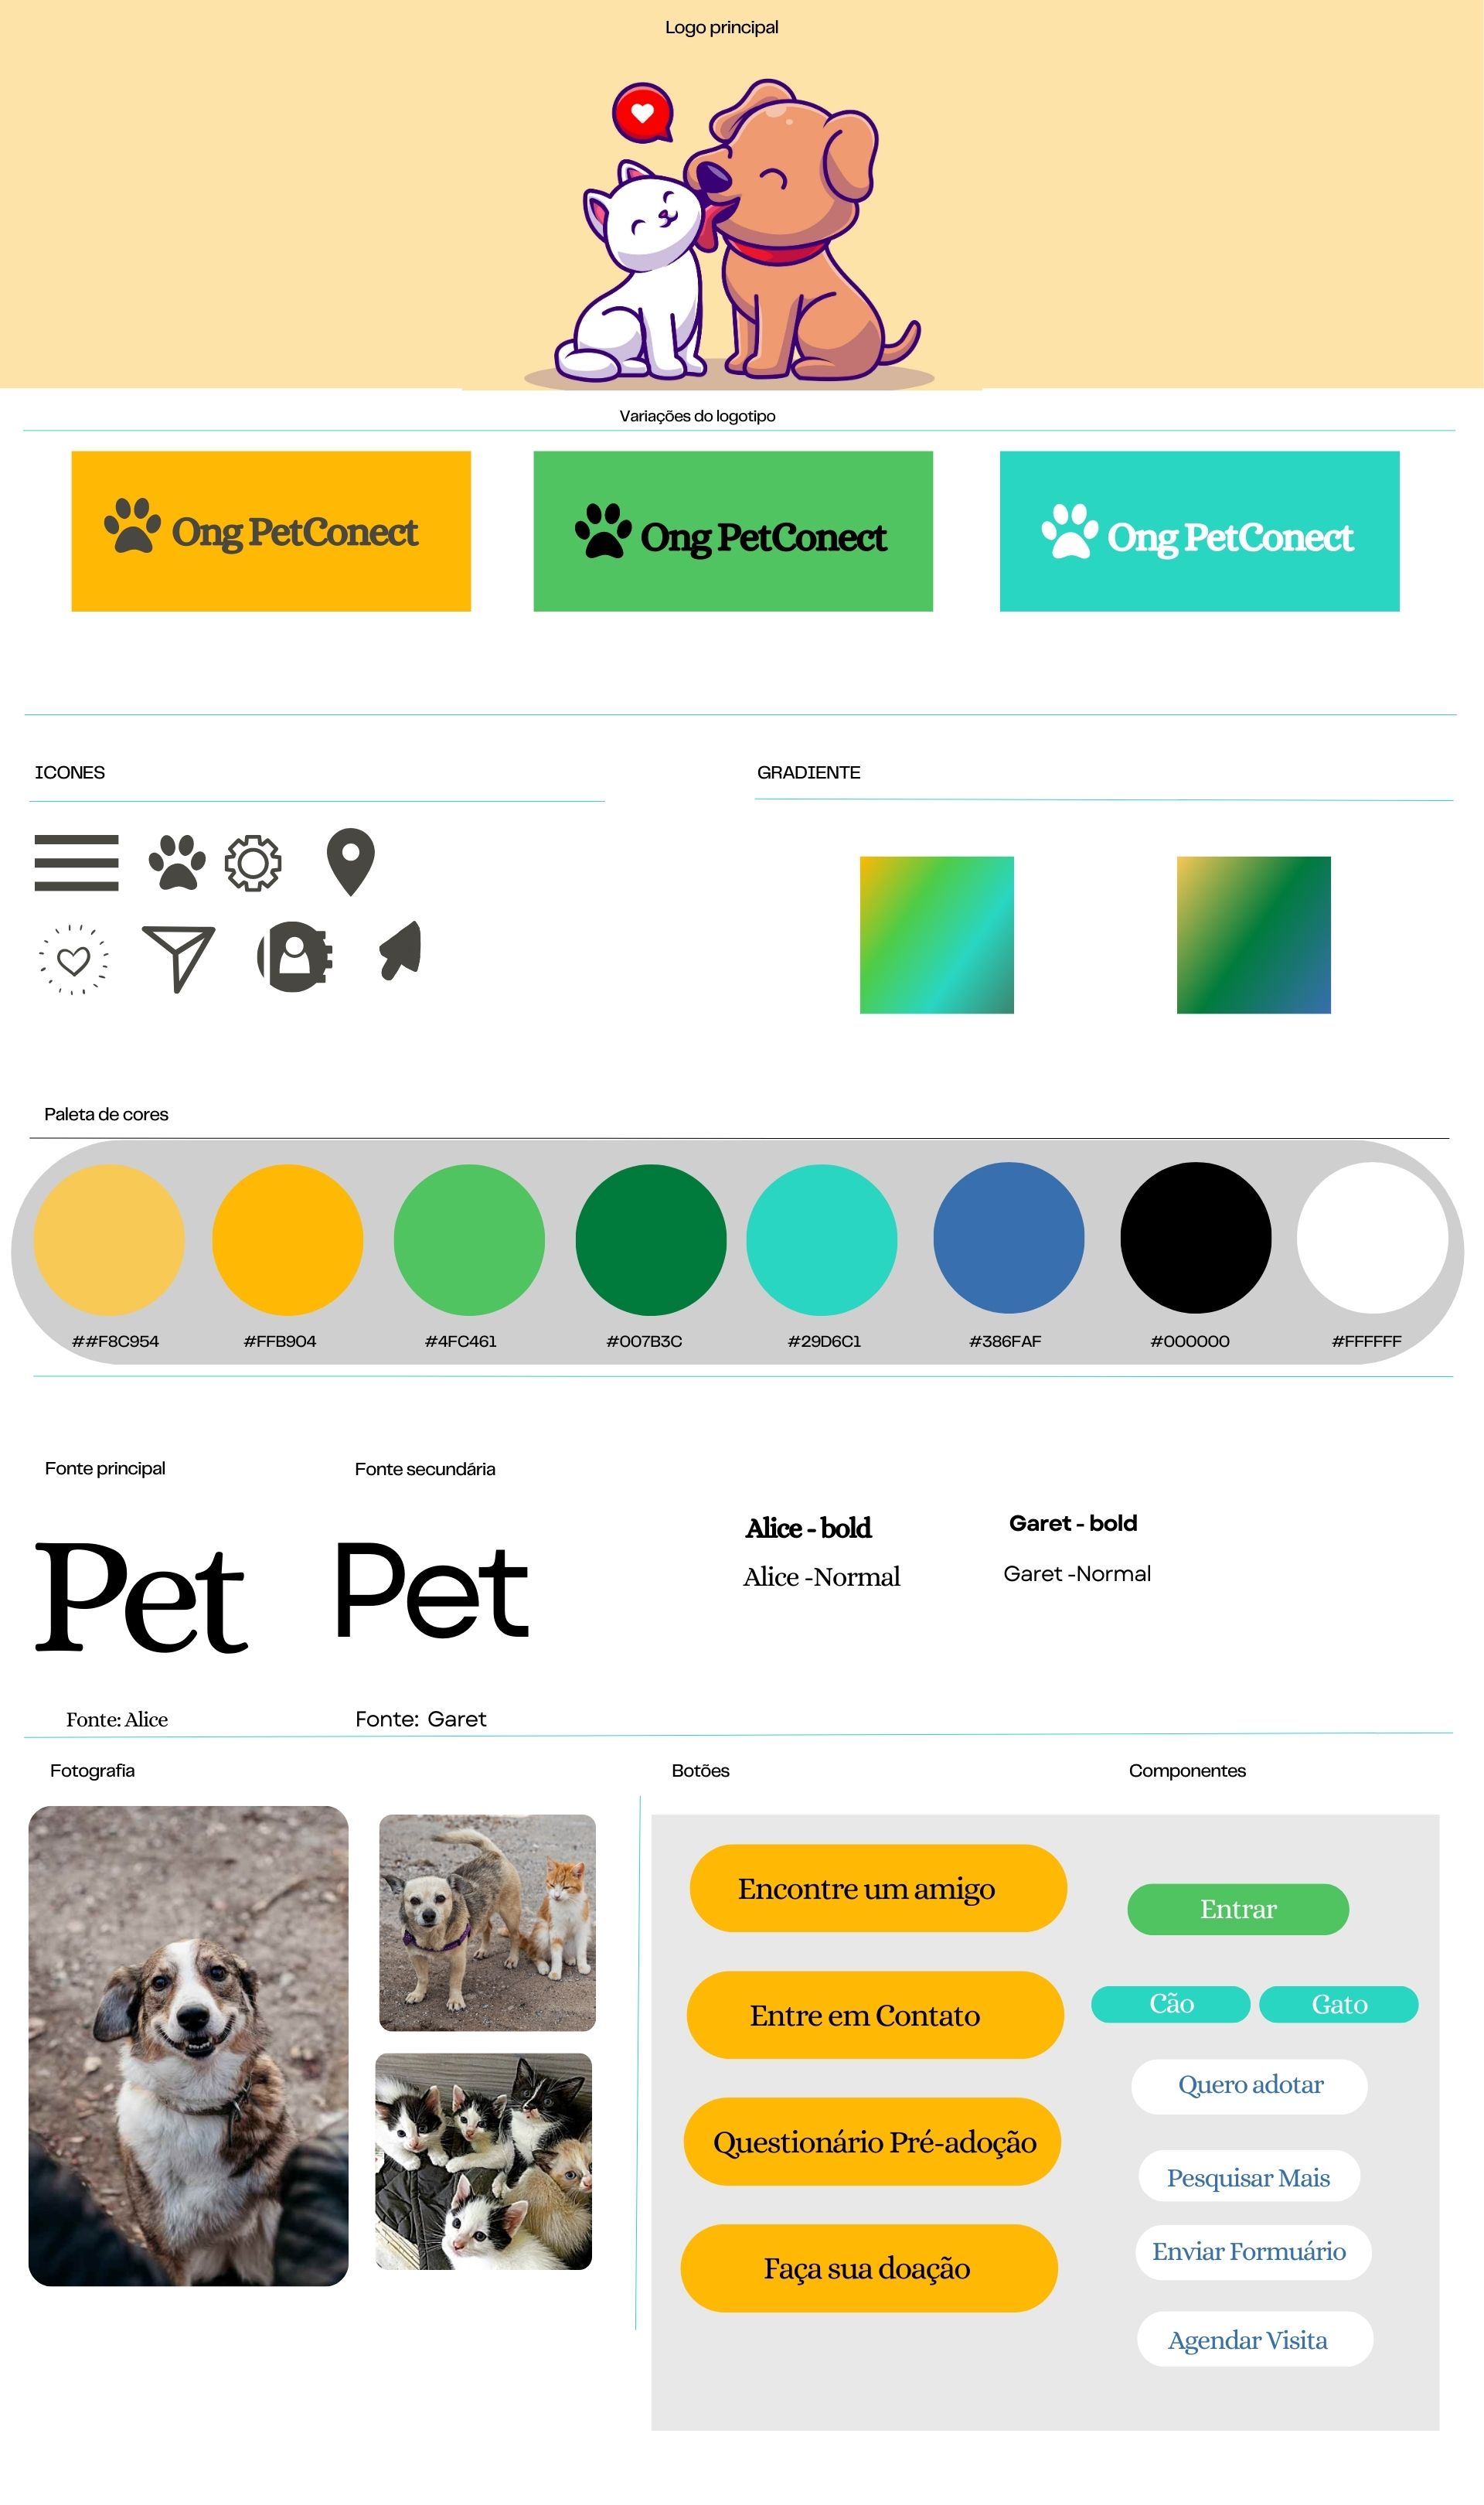 Logo principal
Variações do logotipo
Ong PetConect
Ong PetConect
Ong PetConect
ICONES
GRADIENTE
Paleta de cores
##F8C954
#FFB904
#4FC461
#007B3C
#29D6C1
#386FAF
#000000
#FFFFFF
Fonte principal
Fonte secundária
Pet
Pet
Alice - bold
Alice -Normal
Garet - bold
Garet -Normal
Fonte: Alice
Fonte: Garet
Fotografia
Botões
Componentes
Encontre um amigo
Entre em Contato
Questionário Pré-adoção
Faça sua doação
Entrar
Cão
Gato
Quero adotar
Pesquisar Mais
Enviar Formuário
Agendar Visita